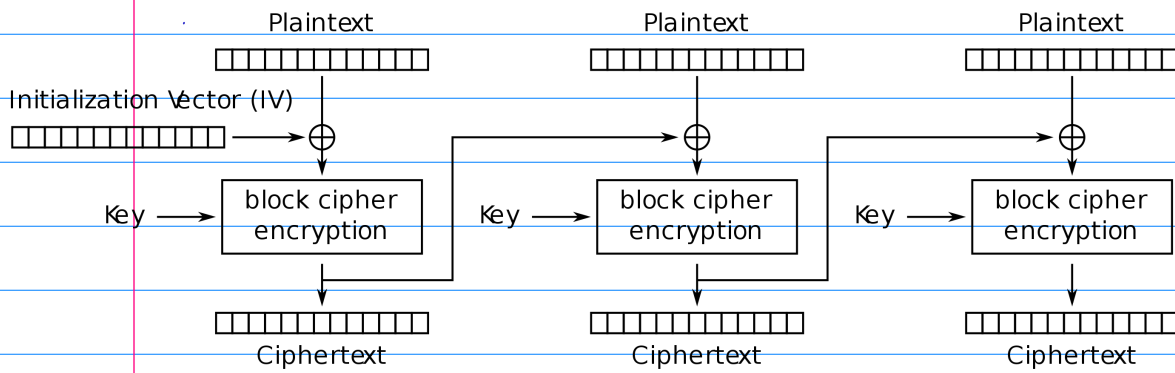 Plaintext
Plaintext
Plaintext
Initialization Vector (IV)
Key
block cipher
encryption
Key
block cipher
encryption
Key
block cipher
encryption
Ciphertext
Ciphertext
Ciphertext